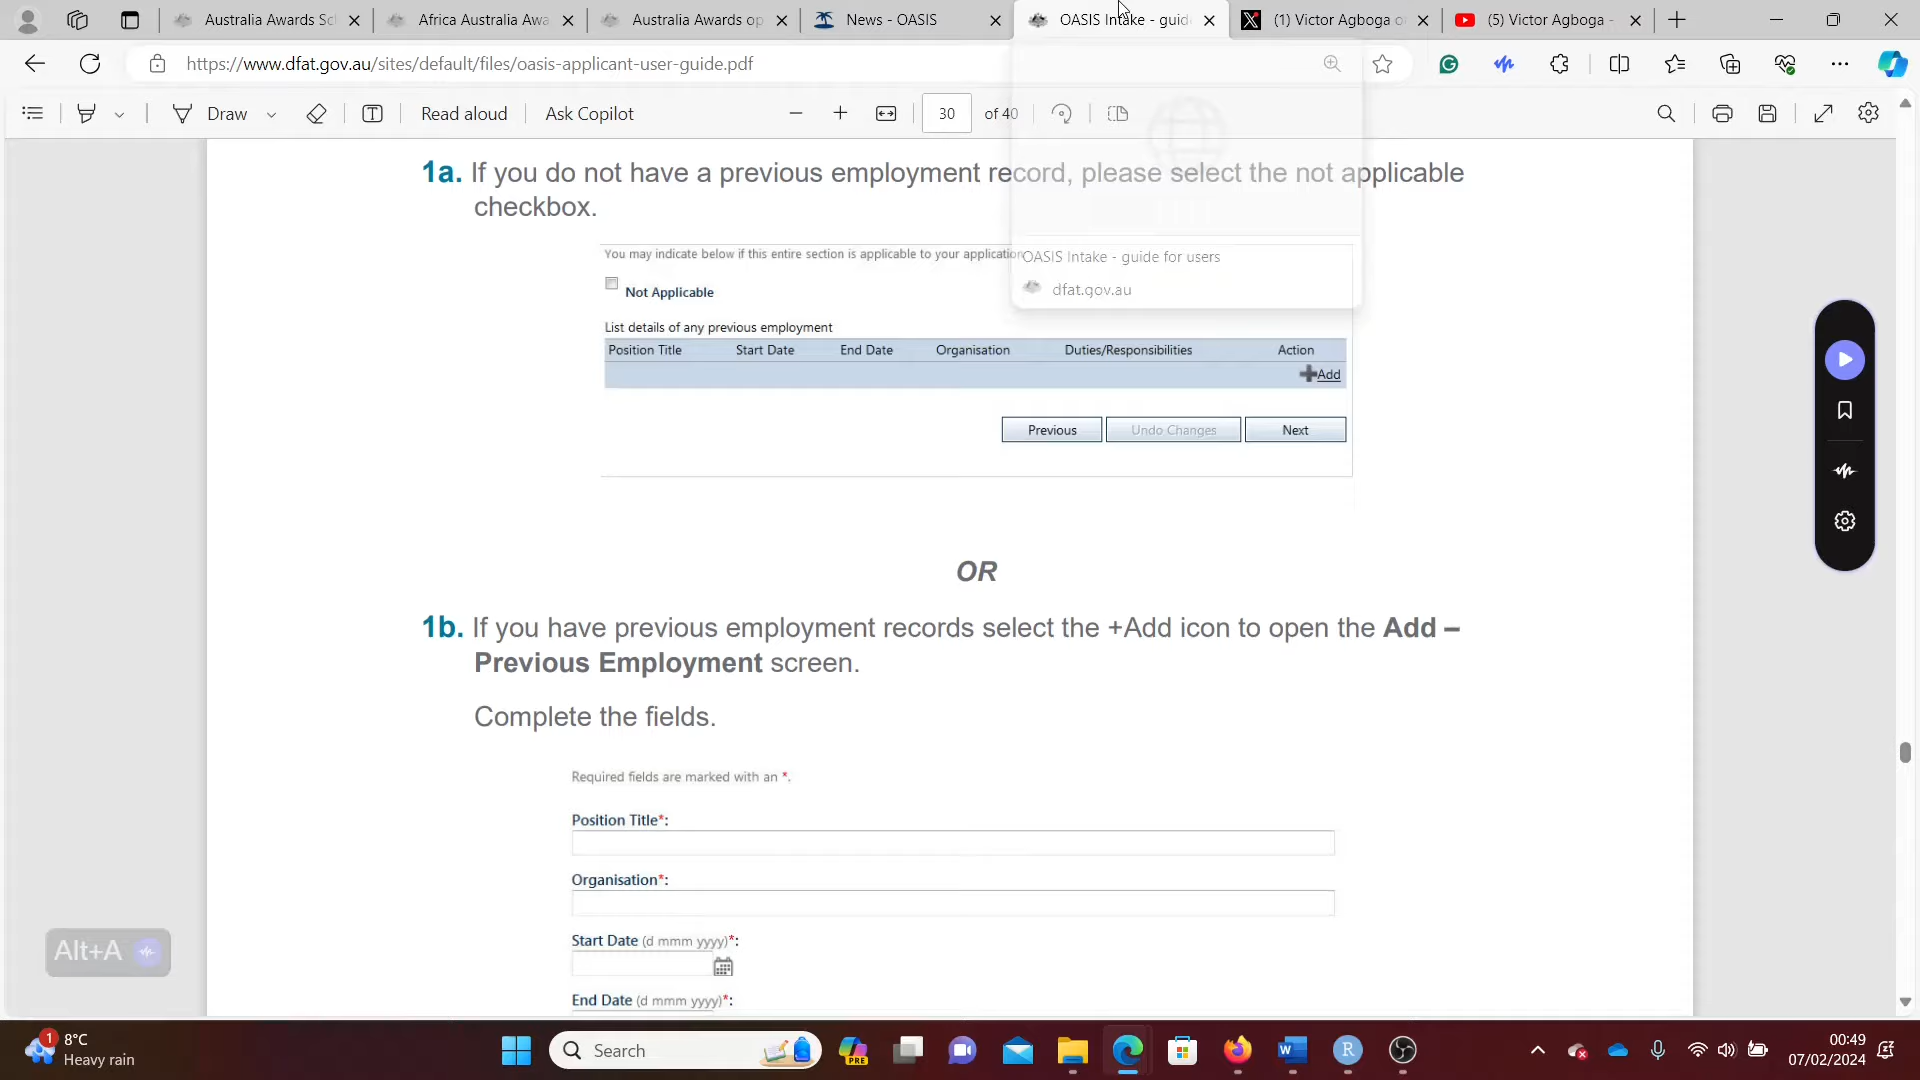 Australia Awards Sc
Africa Australia Awa
Australia Awards op
News - OASIS
OASIS Intake - guid
(1) Victor Agboga o
(5) Victor Agboga -
https://www.dfat.gov.au/sites/default/files/oasis-applicant-user-guide.pdf
Draw
Read aloud
Ask Copilot
30 of 40
1a. If you do not have a previous employment record, please select the not applicable
checkbox.
You may indicate below if this entire section is applicable to your application
OASIS Intake - guide for users
dfat.gov.au
Not Applicable
List details of any previous employment
Position Title Start Date End Date Organisation Duties/Responsibilities Action
Add
Previous Undo Changes Next
OR
1b. If you have previous employment records select the +Add icon to open the Add –
Previous Employment screen.
Complete the fields.
Required fields are marked with an *.
Position Title*:
Organisation*:
Start Date (d mmm yyyy)*:
End Date (d mmm yyyy)*:
Alt+A
1
8°C
Heavy rain
Search
PRE
00:49
07/02/2024